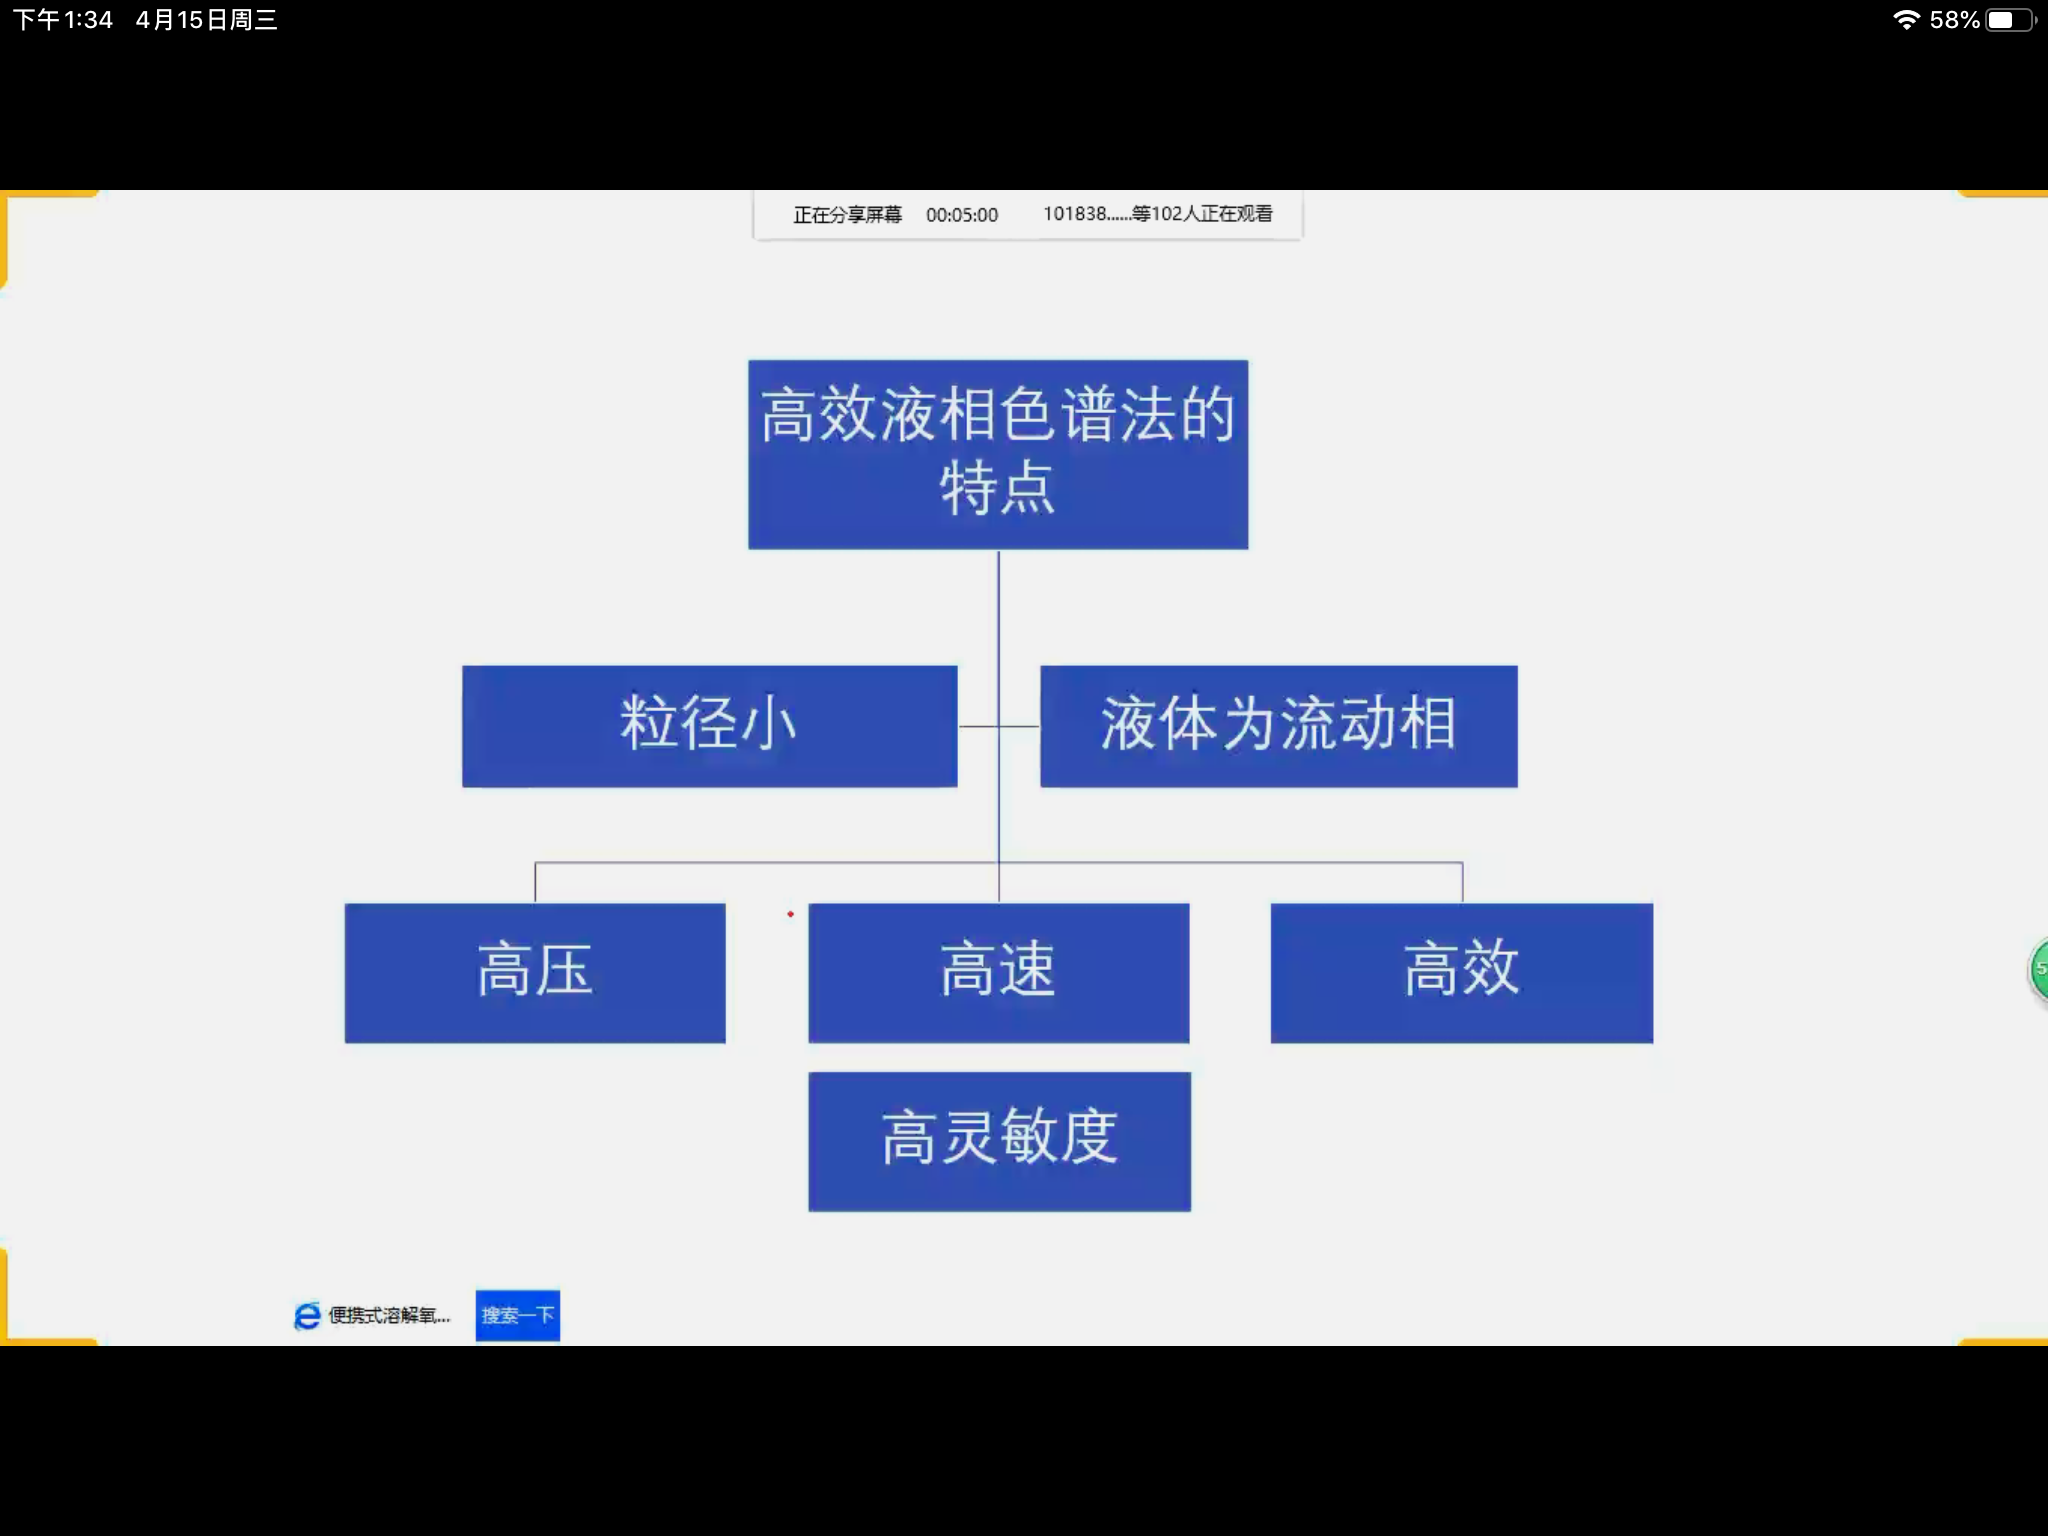 下午1:34 4月15日周三
58%
正在分享屏幕 00:05:00 101838......等102人正在观看
高效液相色谱法的
特点
粒径小
液体为流动相
高压
高速
高效
高灵敏度
便携式溶解氧...
搜索一下